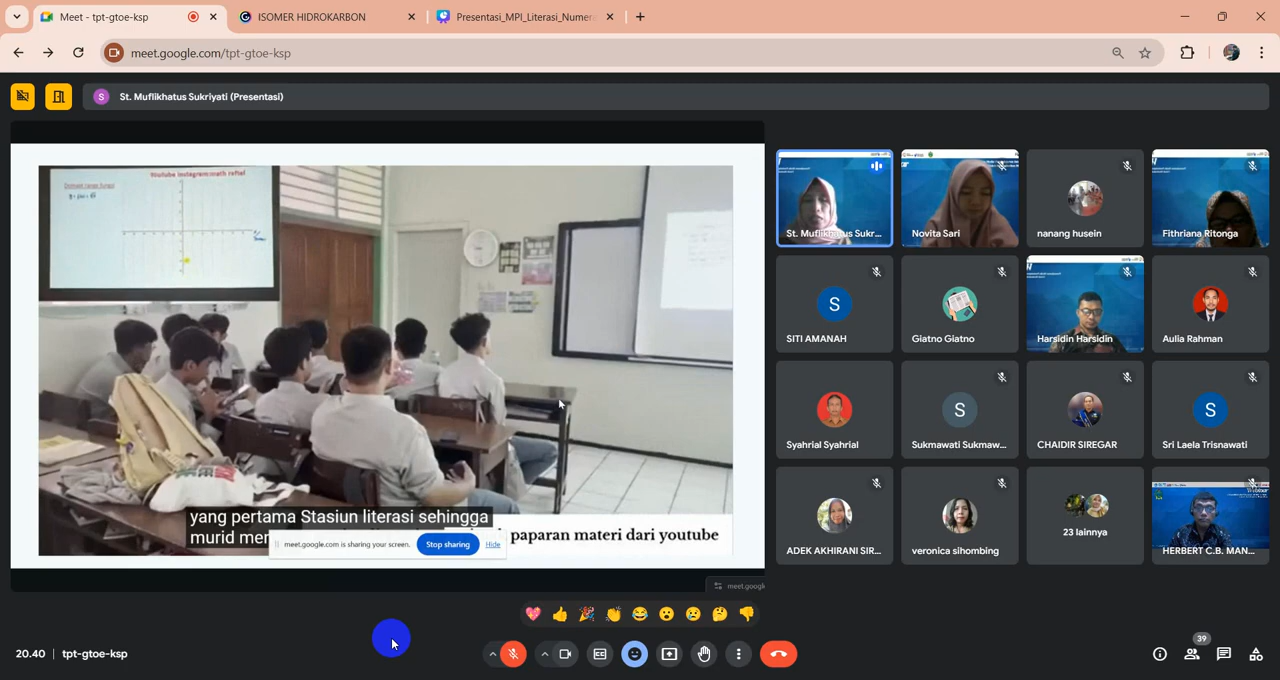 Meet - tpt-gtoe-ksp
ISOMER HIDROKARBON
Presentasi_MPI_Literasi_Numera
meet.google.com/tpt-gtoe-ksp
S
St. Muflikhatus Sukriyati (Presentasi)
Youtube instagram:math reftol
yang pertama Stasiun literasi sehingga
paparan materi dari youtube
meet.google.com is sharing your screen.
Stop sharing
Hide
meet.google
St. Muflikhatus Sukr...
Novita Sari
nanang husein
Fithriana Ritonga
S
SITI AMANAH
Giatno Giatno
Harsidin Harsidin
Aulia Rahman
Syahrial Syahrial
S
Sukmawati Sukmaw...
CHAIDIR SIREGAR
S
Sri Laela Trisnawati
ADEK AKHIRANI SIR...
veronica sihombing
23 lainnya
HERBERT C.B. MAN...
20.40
tpt-gtoe-ksp
39